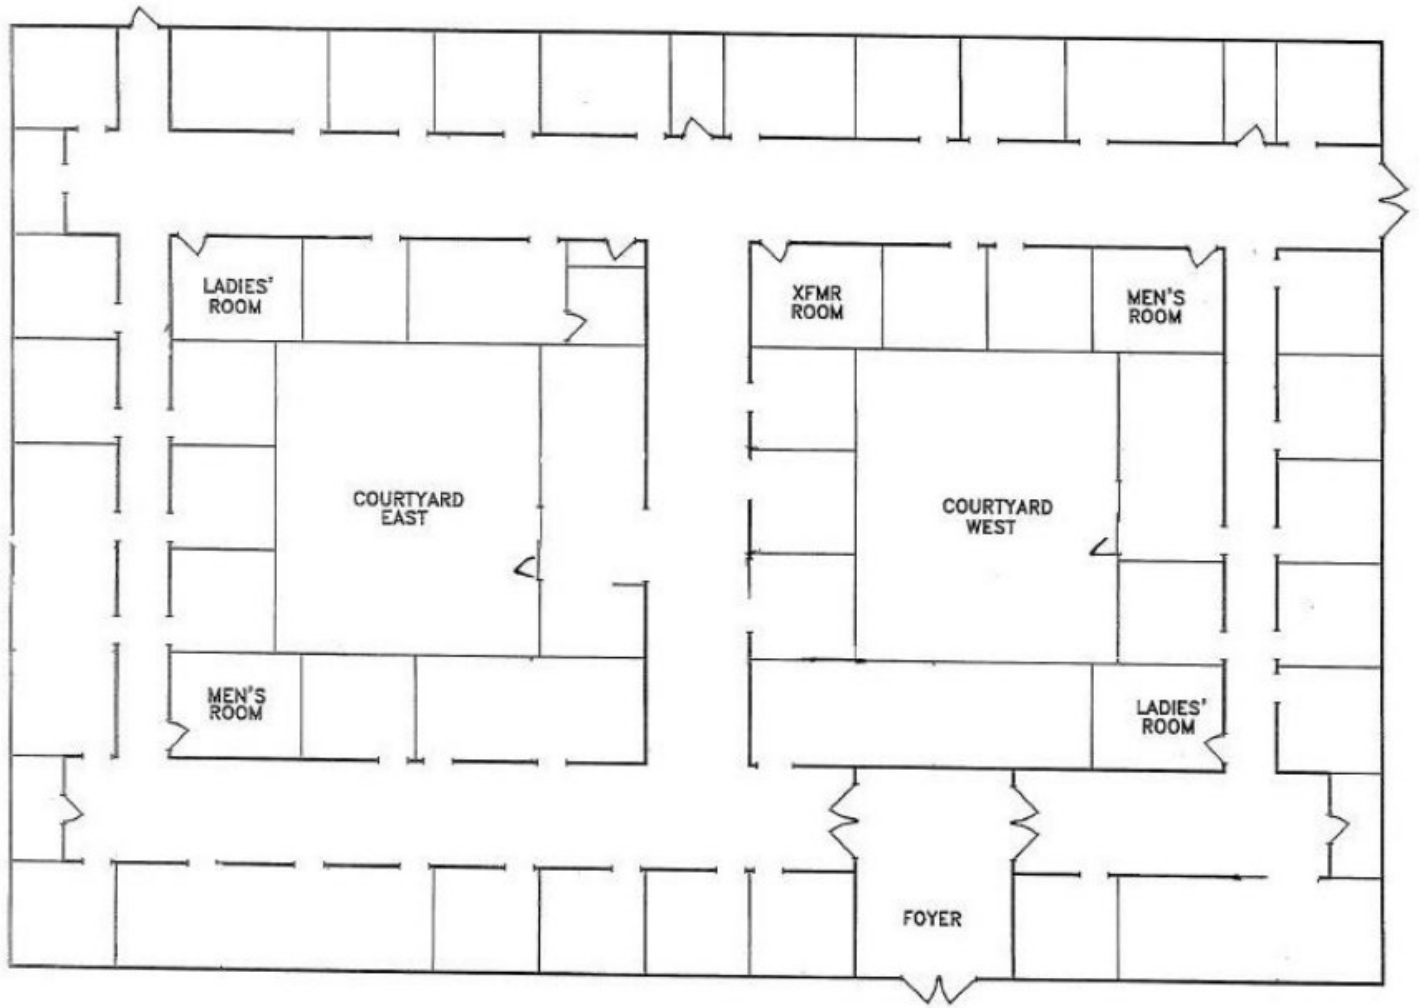 LADIES'
ROOM
XFMR
ROOM
MEN'S
ROOM
COURTYARD
EAST
COURTYARD
WEST
MEN'S
ROOM
LADIES'
ROOM
FOYER